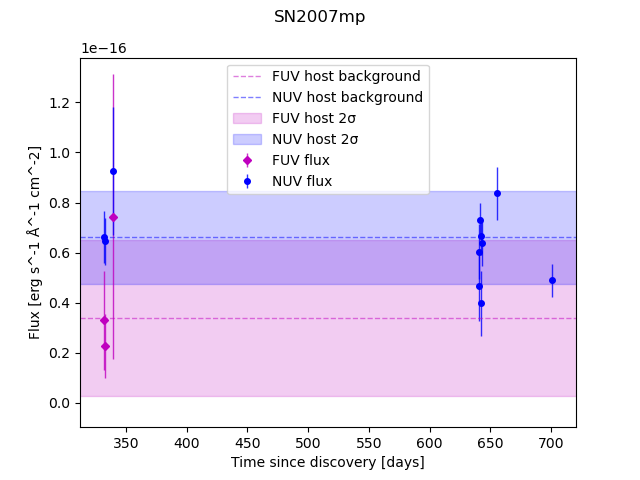 SN2007mp
1e−16
FUV host background
NUV host background
FUV host 2σ
NUV host 2σ
FUV flux
NUV flux
1.2
1.0
0.8
0.6
0.4
0.2
0.0
Flux [erg s^-1 Å^-1 cm^-2]
350 400 450 500 550 600 650 700
Time since discovery [days]